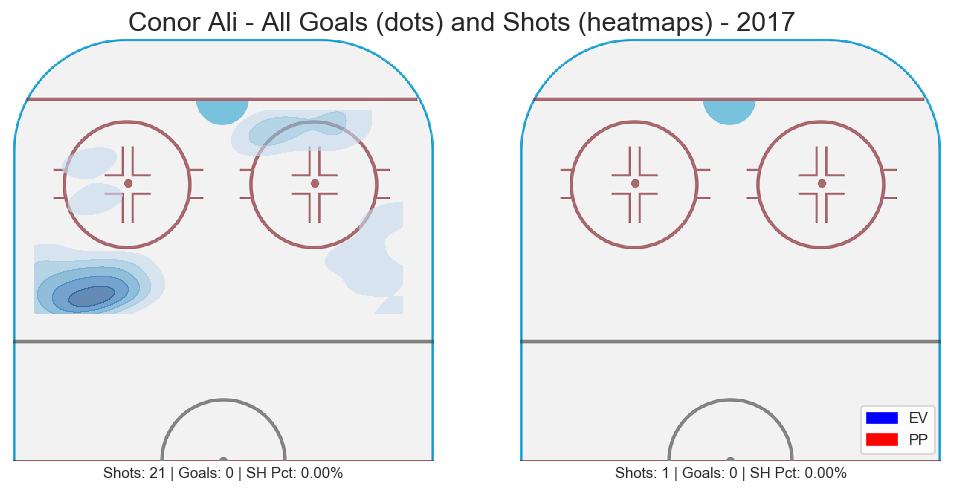 Conor Ali - All Goals (dots) and Shots (heatmaps) - 2017
EV
PP
Shots: 21 | Goals: 0 | SH Pct: 0.00%
Shots: 1 | Goals: 0 | SH Pct: 0.00%